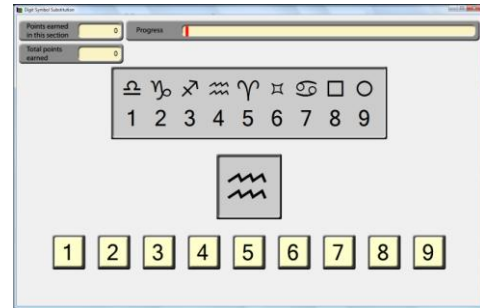 Digit Symbol Substitution
Points earned in this section 0
Progress
Total points earned 0
♎ ♑ ♐ ♒ ♈ ♊ ♋ □ ○
1 2 3 4 5 6 7 8 9
♒
1 2 3 4 5 6 7 8 9